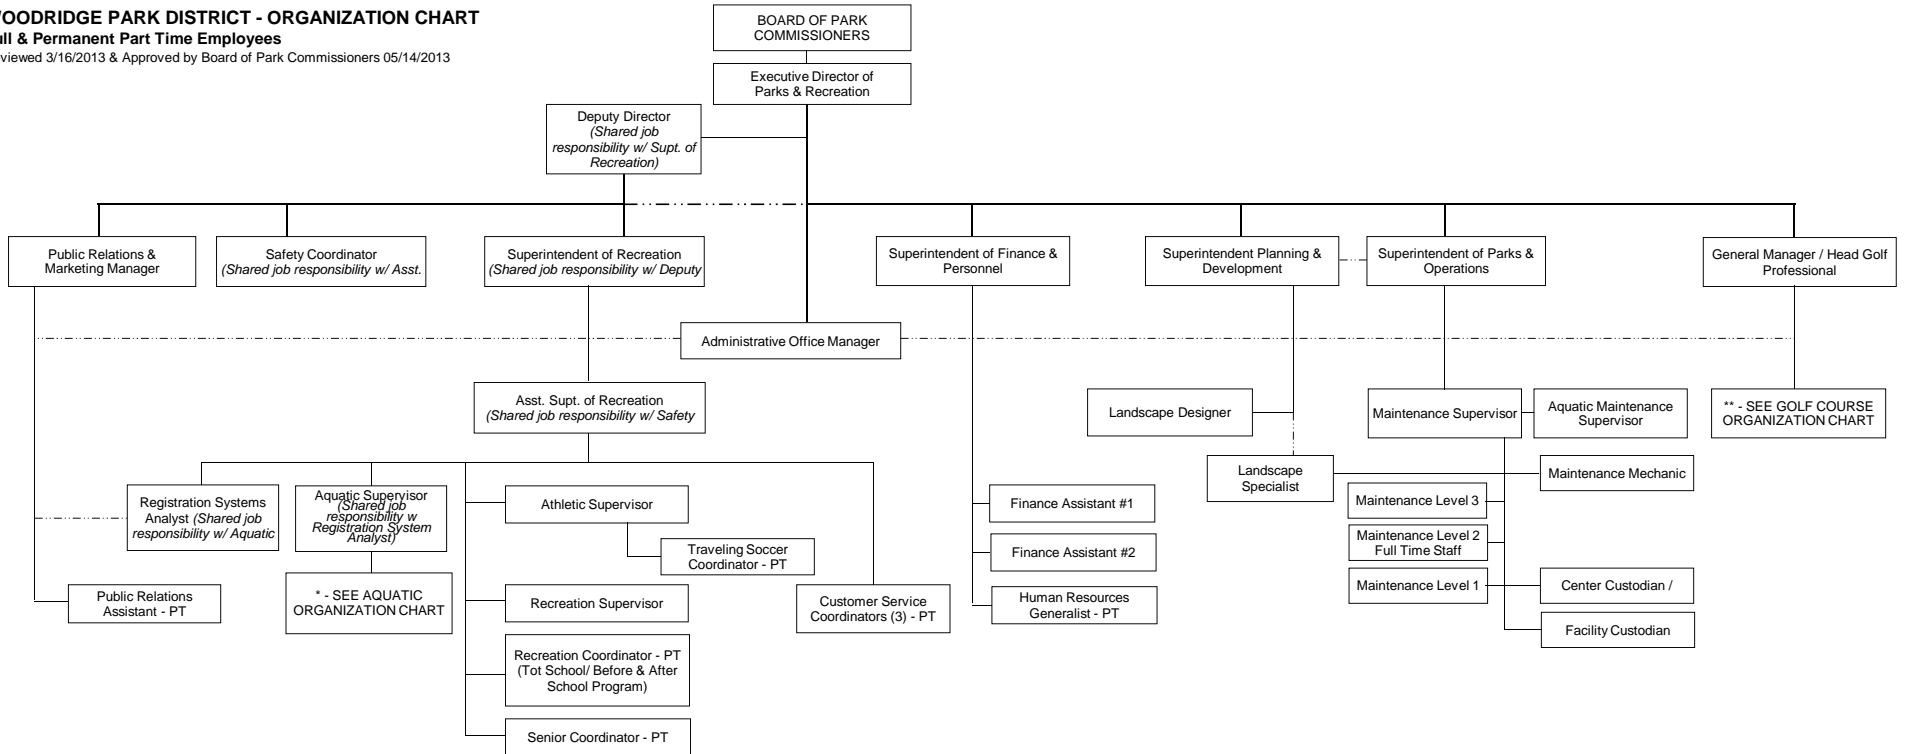 WOODRIDGE PARK DISTRICT - ORGANIZATION CHART
Full & Permanent Part Time Employees
viewed 3/16/2013 & Approved by Board of Park Commissioners 05/14/2013
BOARD OF PARK
COMMISSIONERS
Executive Director of
Parks & Recreation
Deputy Director
(Shared job
responsibility w/ Supt. of
Recreation)
Public Relations &
Marketing Manager
Safety Coordinator
(Shared job responsibility w/ Asst.
Superintendent of Recreation
(Shared job responsibility w/ Deputy
Superintendent of Finance &
Personnel
Superintendent Planning &
Development
Superintendent of Parks &
Operations
General Manager / Head Golf
Professional
Administrative Office Manager
Asst. Supt. of Recreation
(Shared job responsibility w/ Safety
Landscape Designer
Maintenance Supervisor
Aquatic Maintenance
Supervisor
** - SEE GOLF COURSE
ORGANIZATION CHART
Landscape
Specialist
Maintenance Mechanic
Registration Systems
Analyst (Shared job
responsibility w/ Aquatic
Aquatic Supervisor
(Shared job
responsibility w
Registration System
Analyst)
Athletic Supervisor
Finance Assistant #1
Maintenance Level 3
Traveling Soccer
Coordinator - PT
Finance Assistant #2
Maintenance Level 2
Full Time Staff
Public Relations
Assistant - PT
* - SEE AQUATIC
ORGANIZATION CHART
Recreation Supervisor
Customer Service
Coordinators (3) - PT
Human Resources
Generalist - PT
Maintenance Level 1
Center Custodian /
Facility Custodian
Recreation Coordinator - PT
(Tot School/ Before & After
School Program)
Senior Coordinator - PT